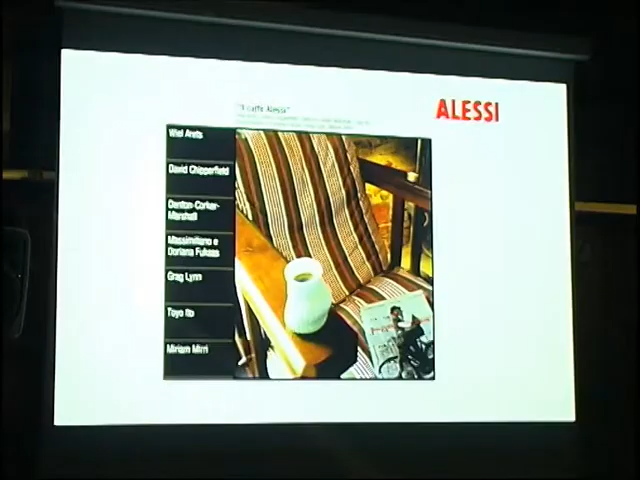 "Il caffè Alessi"
ALESSI
Wiel Arets
David Chipperfield
Denton-Corker-
Marshall
Massimiliano e
Doriana Fuksas
Greg Lynn
Toyo Ito
Miriam Mirri